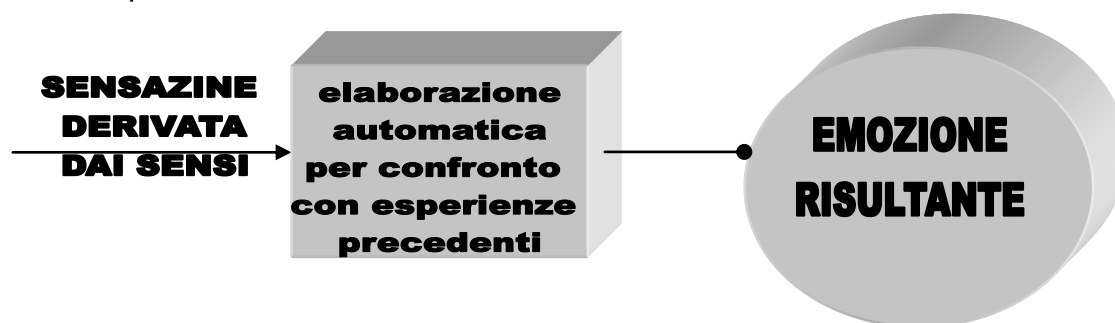 SENSAZINE
DERIVATA
DAI SENSI
elaborazione
automatica
per confronto
con esperienze
precedenti
EMOZIONE
RISULTANTE